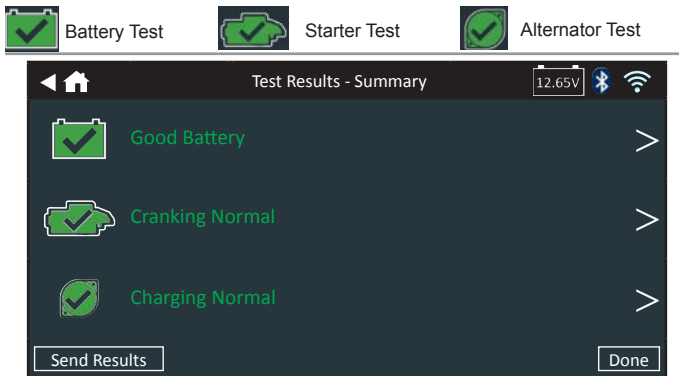 Battery Test Starter Test Alternator Test
Test Results - Summary 12.65V
Good Battery >
Cranking Normal >
Charging Normal >
Send Results Done